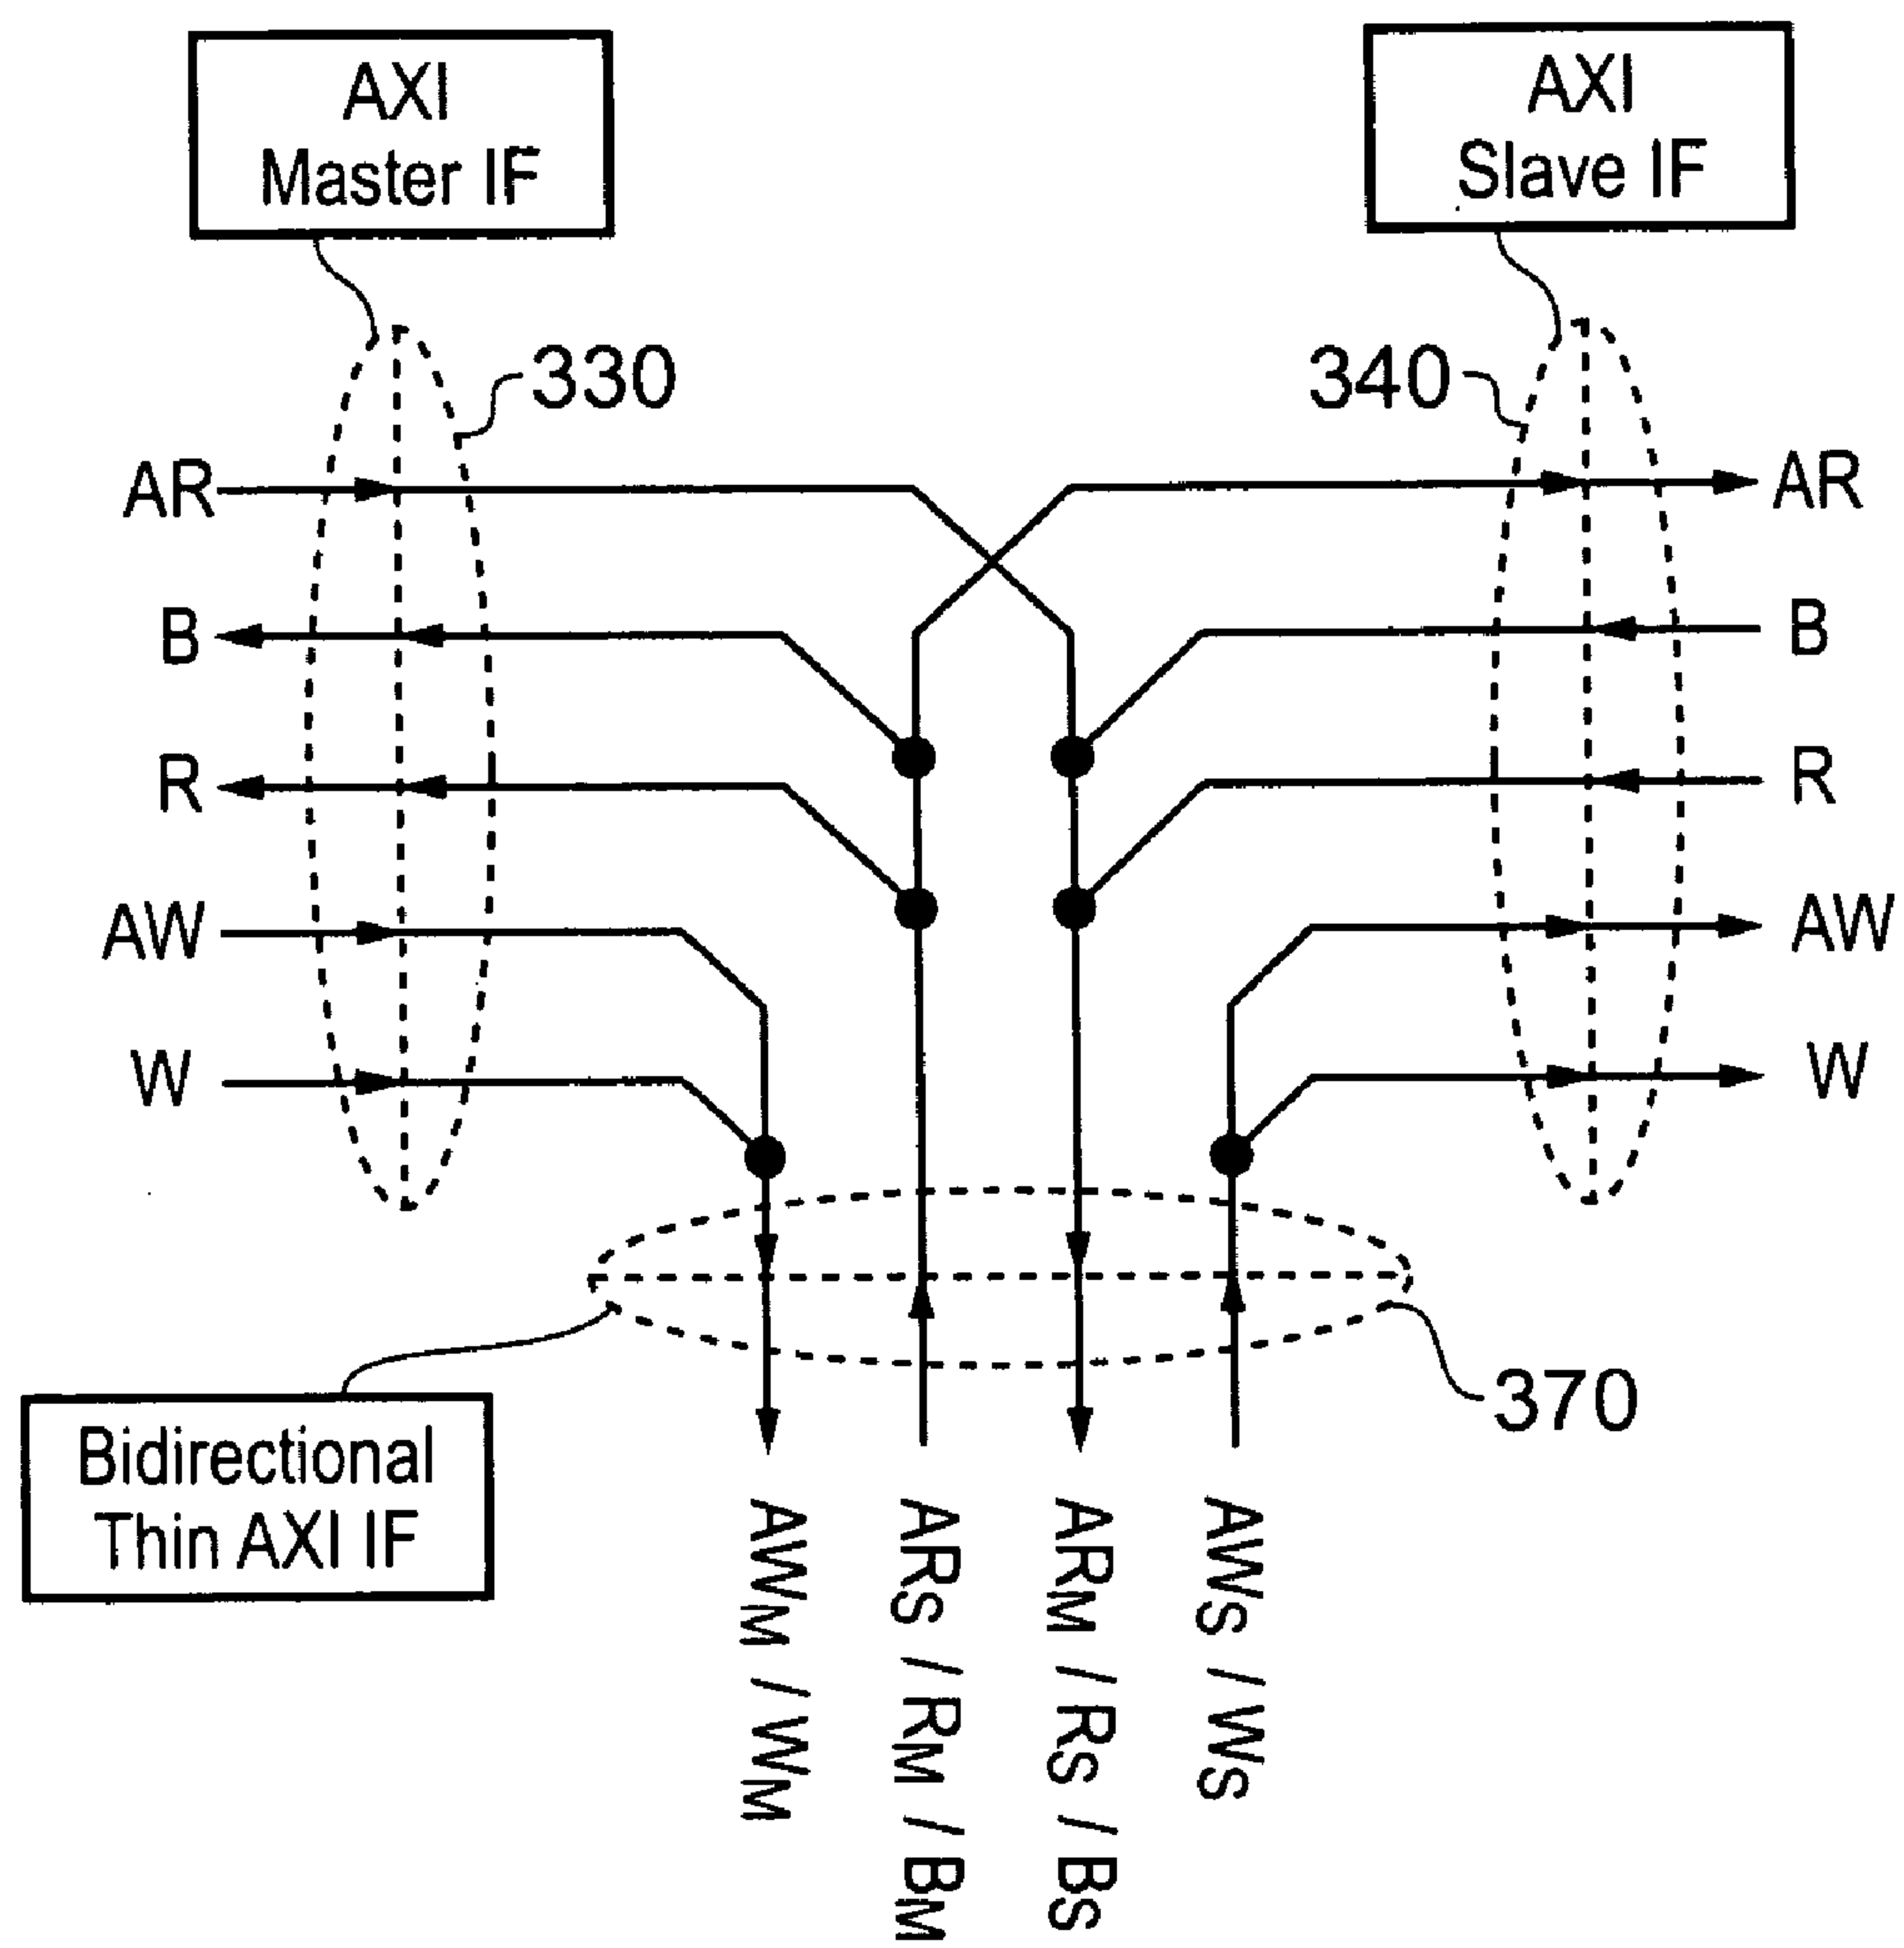 AXI
Master IF
AXI
Slave IF
330
340
AR
AR
B
B
R
R
AW
AW
W
W
370
Bidirectional
Thin AXI IF
AWM / WM
ARS / RM / BM
ARM / RS / BS
AWS / WS